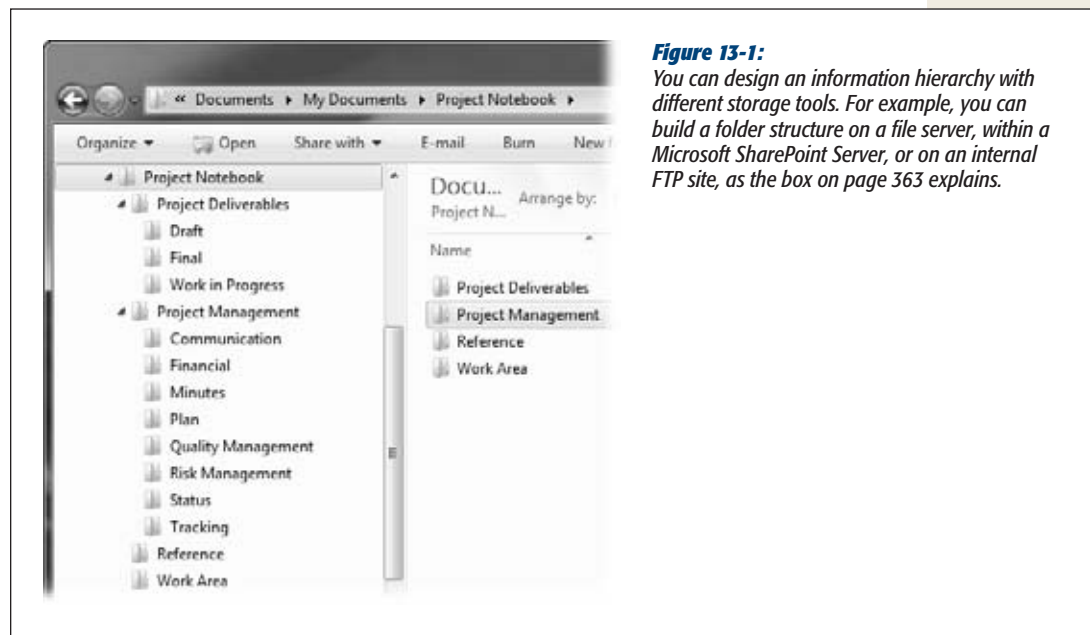 Figure 13-1:
You can design an information hierarchy with
different storage tools. For example, you can
build a folder structure on a file server, within a
Microsoft SharePoint Server, or on an internal
FTP site, as the box on page 363 explains.
« Documents ▸ My Documents ▸ Project Notebook ▸
Organize Open Share with E-mail Burn New
Project Notebook
Project Deliverables
Draft
Final
Work in Progress
Project Management
Communication
Financial
Minutes
Plan
Quality Management
Risk Management
Status
Tracking
Reference
Work Area
Docu...
Project N...
Arrange by:
Name
Project Deliverables
Project Management
Reference
Work Area